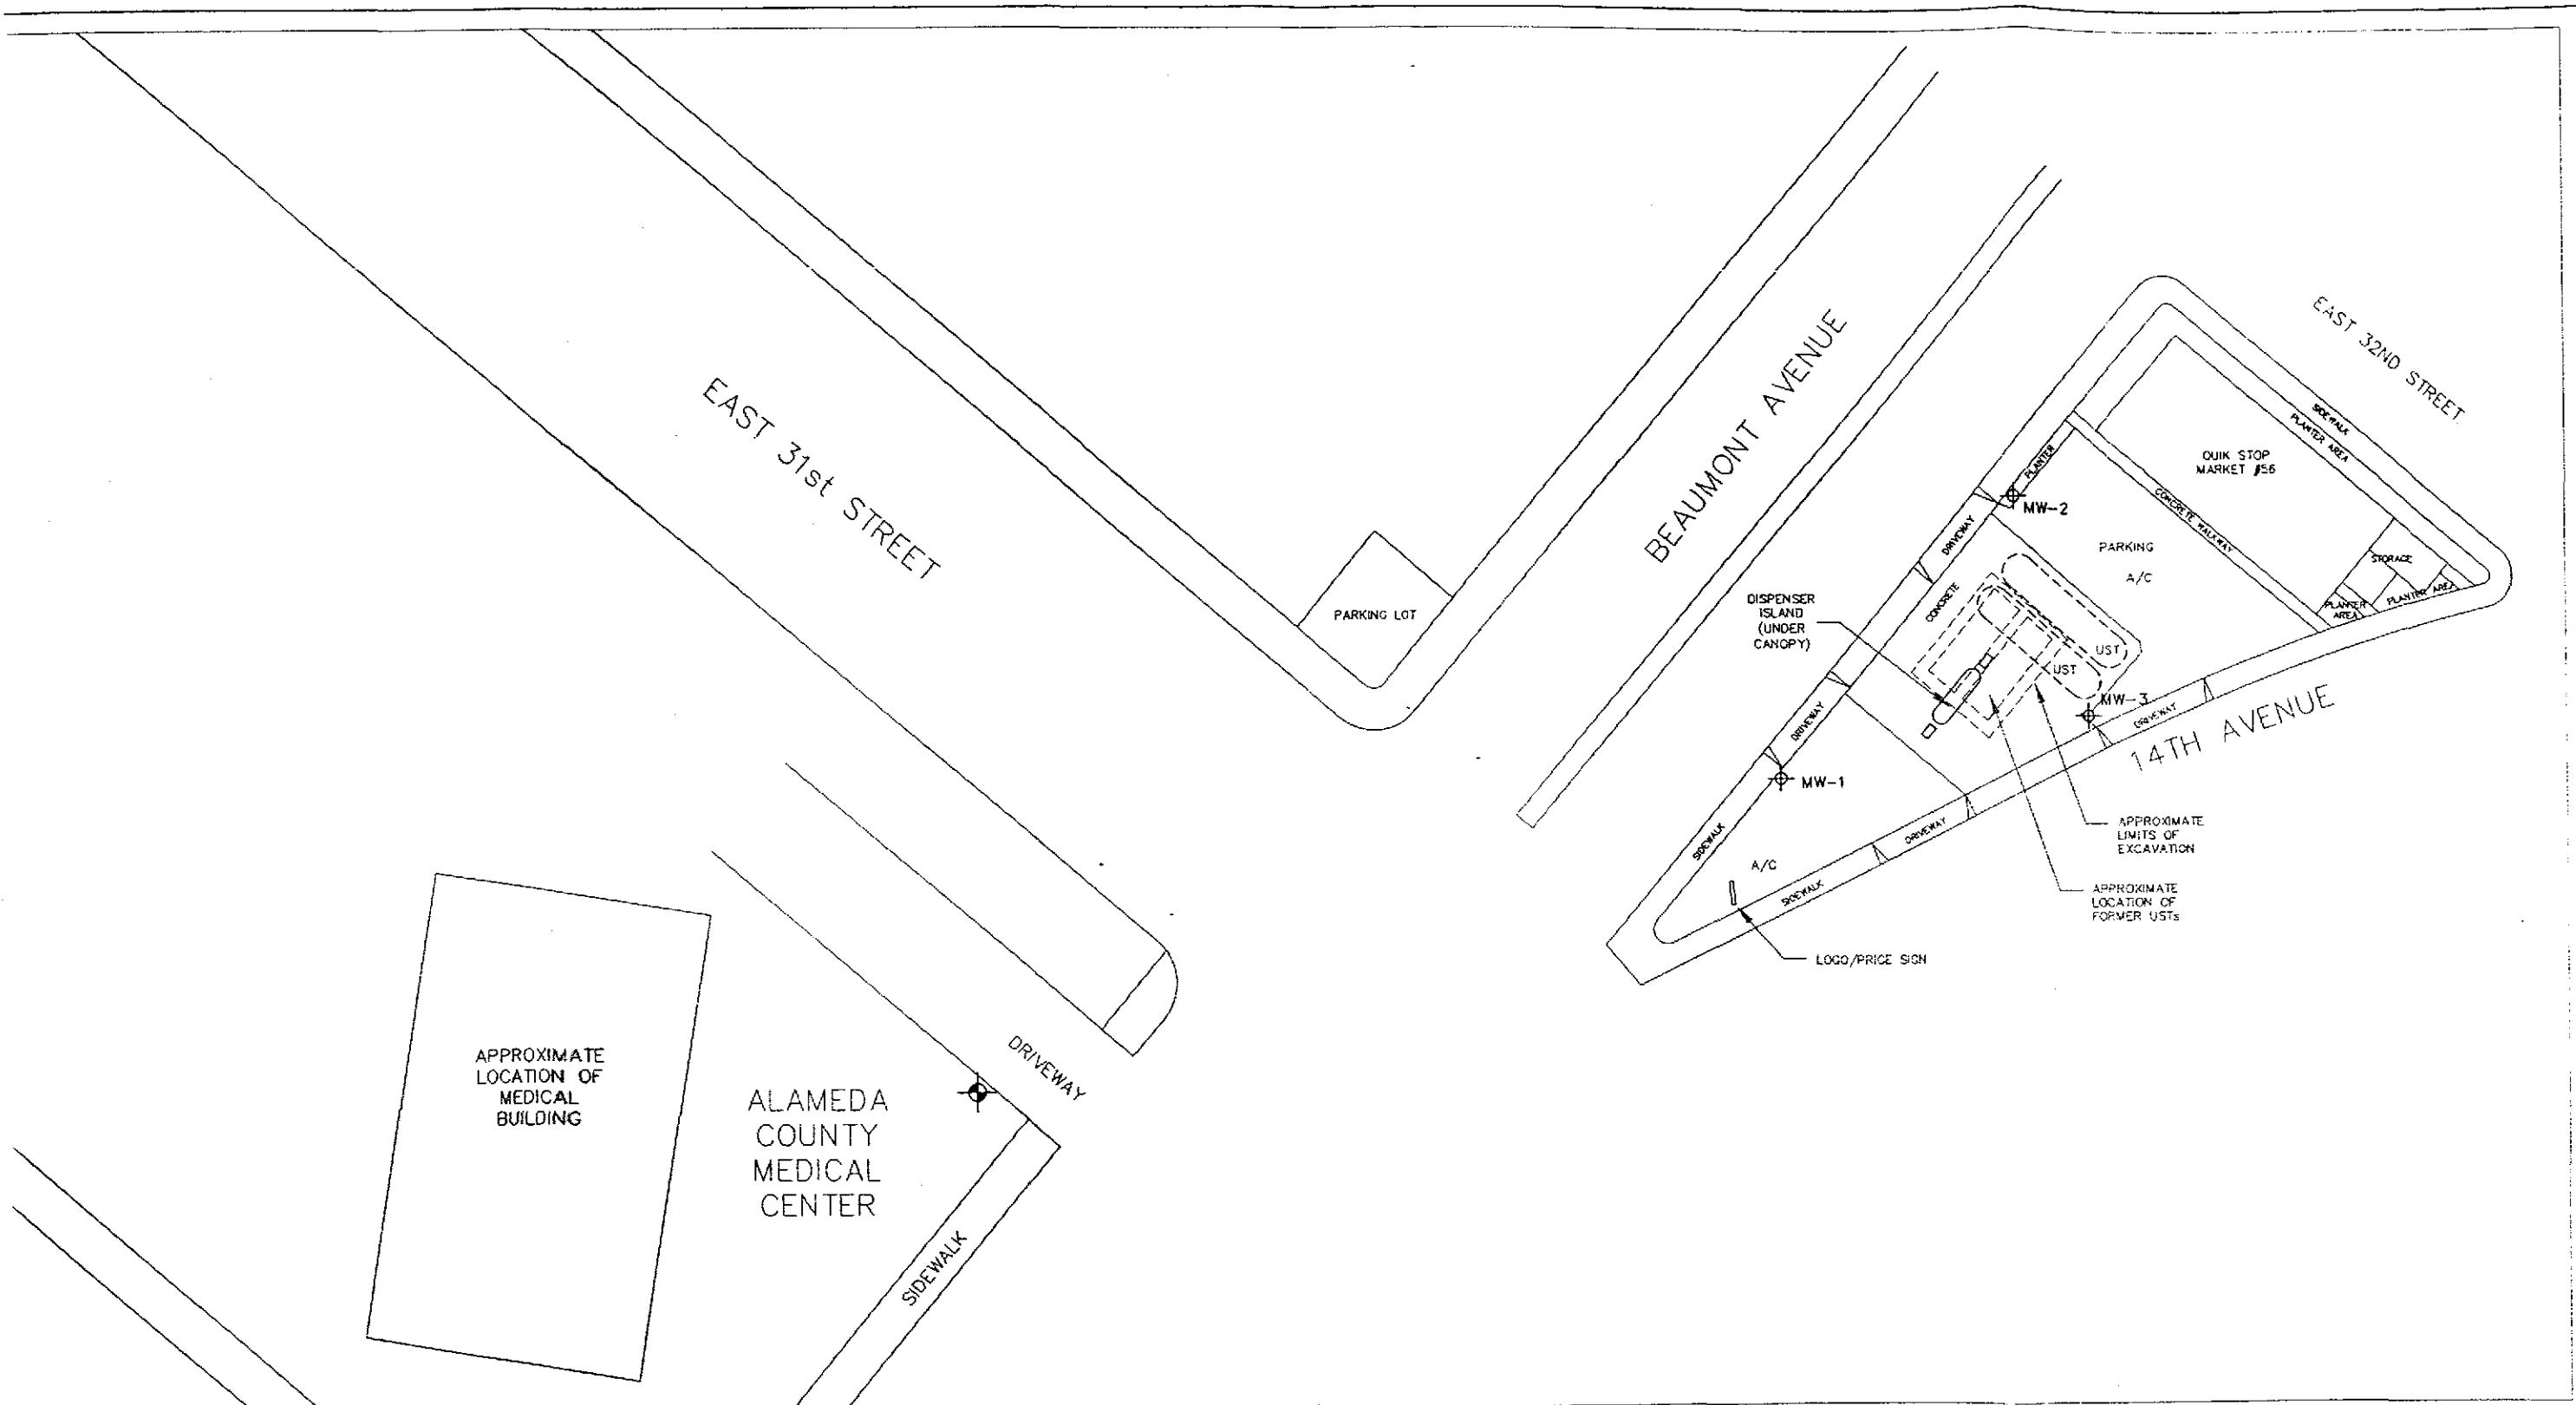 EAST 31st STREET
BEAUMONT AVENUE
EAST 32ND STREET
SIDEWALK
PLANTER AREA
QUIK STOP
MARKET #56
PLANTER
MW-2
CONCRETE WALKWAY
DRIVEWAY
PARKING
A/C
STORAGE
PLANTER AREA
PLANTER
AREA
CONCRETE
DISPENSER
ISLAND
(UNDER
CANOPY)
PARKING LOT
UST
UST
MW-3
DRIVEWAY
14TH AVENUE
DRIVEWAY
MW-1
APPROXIMATE
LIMITS OF
EXCAVATION
DRIVEWAY
SIDEWALK
A/C
SIDEWALK
APPROXIMATE
LOCATION OF
FORMER USTs
LOGO/PRICE SIGN
DRIVEWAY
APPROXIMATE
LOCATION OF
MEDICAL
BUILDING
ALAMEDA
COUNTY
MEDICAL
CENTER
SIDEWALK